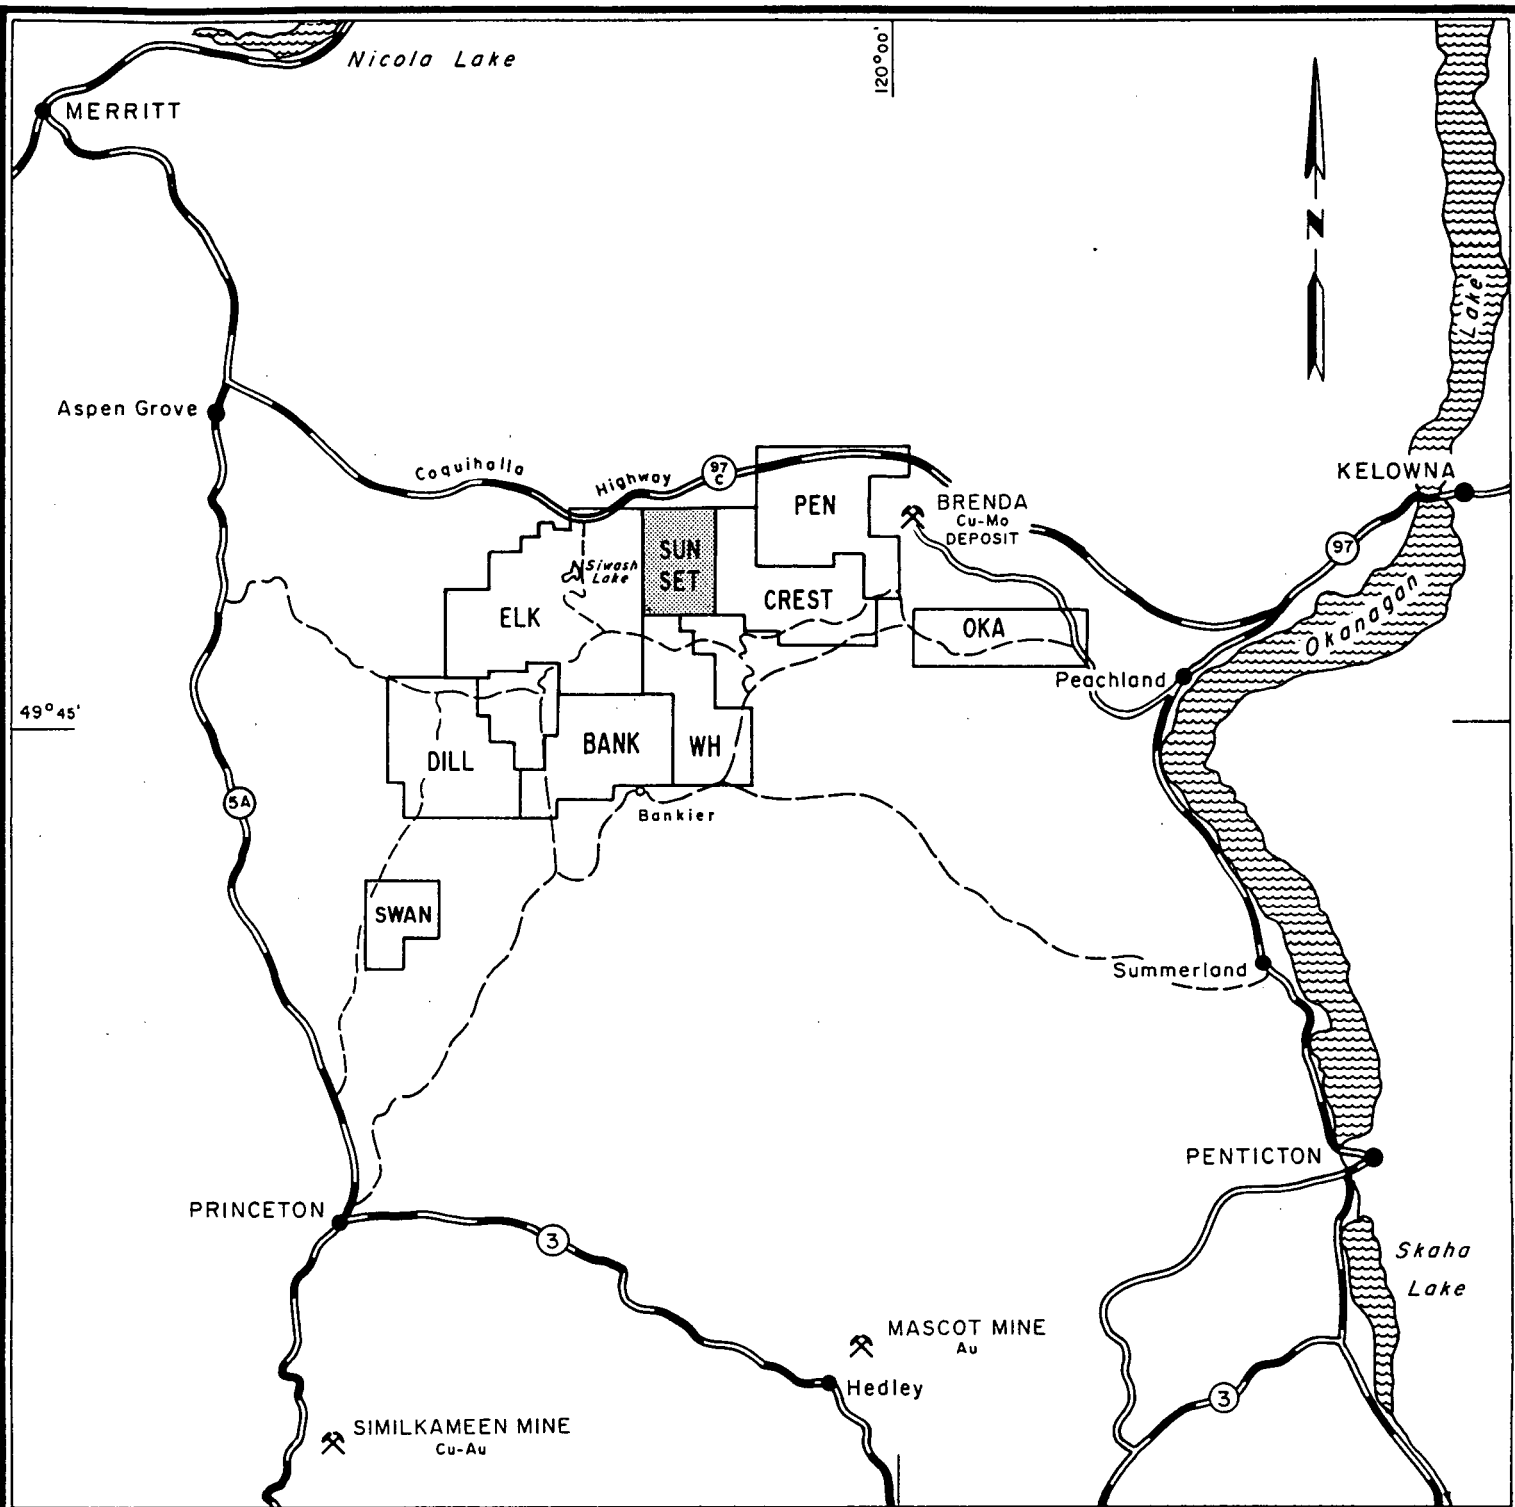 Nicola Lake
120°00'
MERRITT
N
Lake
Aspen Grove
Coquihalla
Highway
97
C
KELOWNA
PEN
BRENDA
Cu-Mo
DEPOSIT
97
SUN
SET
Siwash
Lake
CREST
ELK
OKA
Okanagan
Peachland
49°45'
BANK
WH
DILL
5A
Bankier
SWAN
Summerland
PENTICTON
PRINCETON
3
Skaha
Lake
MASCOT MINE
Au
Hedley
3
SIMILKAMEEN MINE
Cu-Au